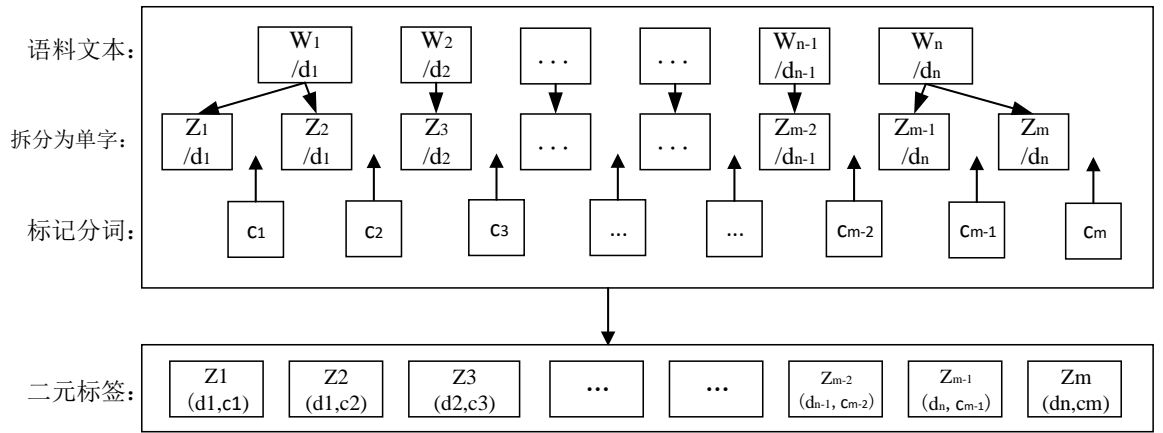 语料文本: W1 W2 ... ... Wn-1 Wn
/d1 /d2 /dn-1 /dn
拆分为单字: Z1 Z2 Z3 ... ... Zm-2 Zm-1 Zm
/d1 /d1 /d2 /dn-1 /dn /dn
标记分词: c1 c2 c3 ... ... cm-2 cm-1 cm
二元标签: Z1 Z2 Z3 ... ... Zm-2 Zm-1 Zm
(d1,c1) (d1,c2) (d2,c3) (dn-1, cm-2) (dn, cm-1) (dn,cm)